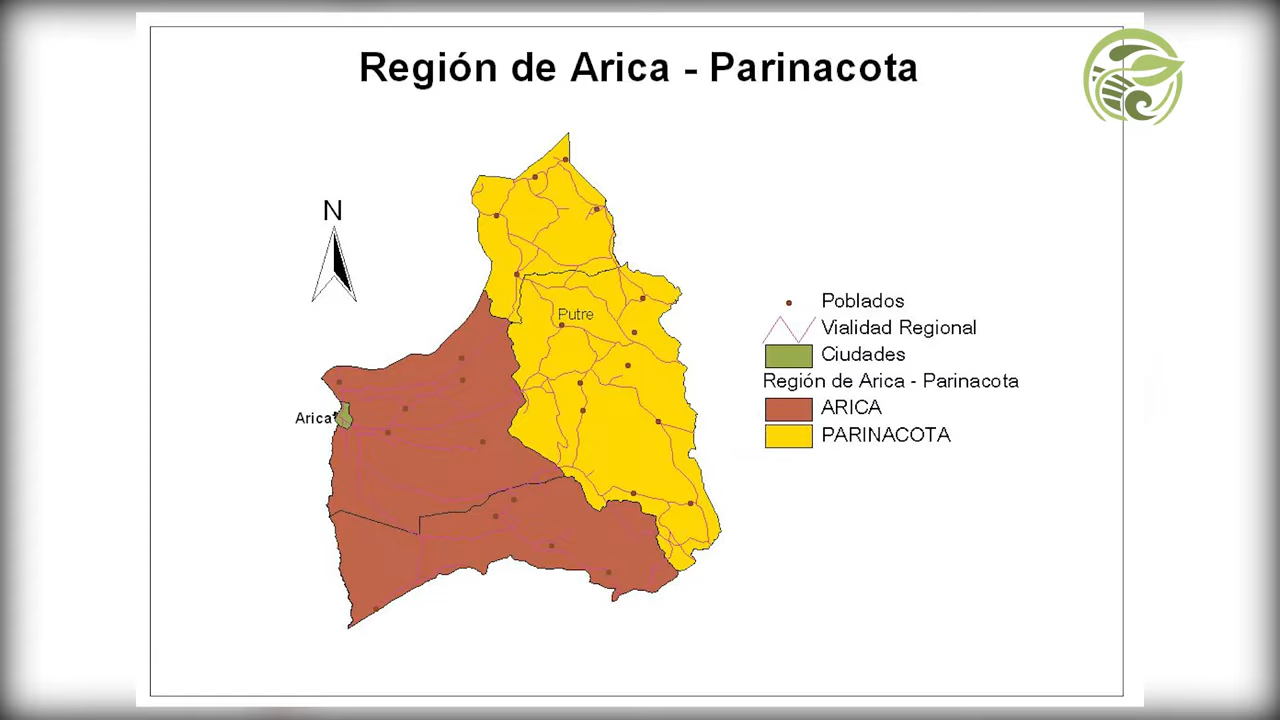 Región de Arica - Parinacota
N
Putre
Arica
Poblados
Vialidad Regional
Ciudades
Región de Arica - Parinacota
ARICA
PARINACOTA